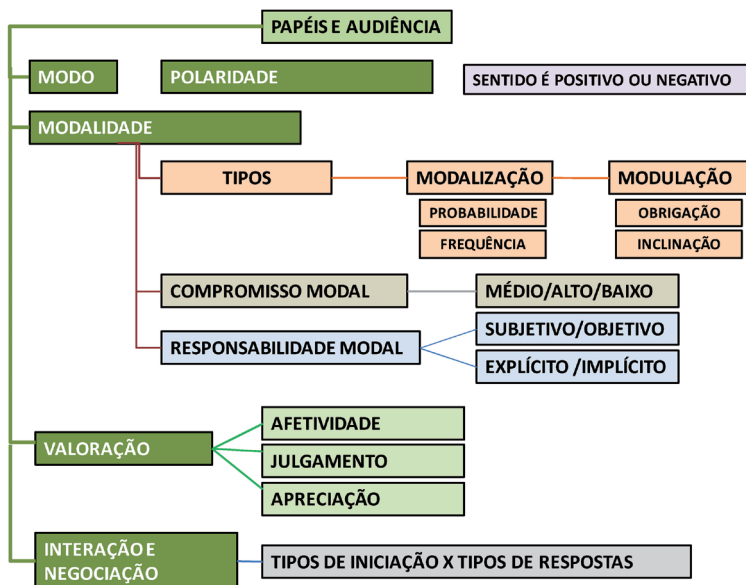 PAPÉIS E AUDIÊNCIA
MODO
POLARIDADE
SENTIDO É POSITIVO OU NEGATIVO
MODALIDADE
TIPOS
MODALIZAÇÃO
MODULAÇÃO
PROBABILIDADE
OBRIGAÇÃO
FREQUÊNCIA
INCLINAÇÃO
COMPROMISSO MODAL
MÉDIO/ALTO/BAIXO
RESPONSABILIDADE MODAL
SUBJETIVO/OBJETIVO
EXPLÍCITO /IMPLÍCITO
VALORAÇÃO
AFETIVIDADE
JULGAMENTO
APRECIAÇÃO
INTERAÇÃO E
NEGOCIAÇÃO
TIPOS DE INICIAÇÃO X TIPOS DE RESPOSTAS